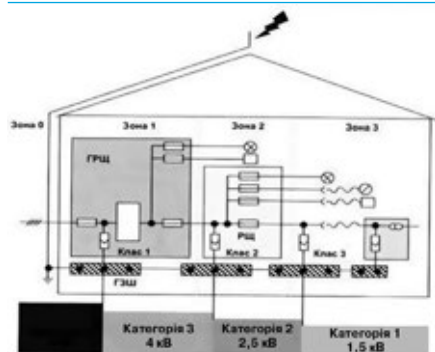 Зона 0
Зона 1
Зона 2
Зона 3
ГРЩ
РЩ
Клас 1
Клас 2
Клас 3
ГЗШ
Категорія 3
4 кВ
Категорія 2
2,5 кВ
Категорія 1
1,5 кВ